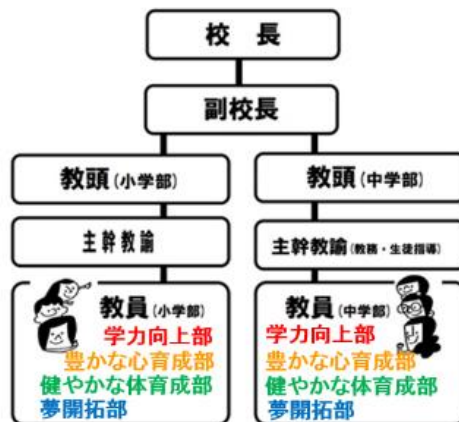 校長
副校長
教頭(小学部)
教頭(中学部)
主幹教諭
主幹教諭(教務・生徒指導)
教員(小学部)
学力向上部
豊かな心育成部
健やかな体育成部
夢開拓部
教員(中学部)
学力向上部
豊かな心育成部
健やかな体育成部
夢開拓部